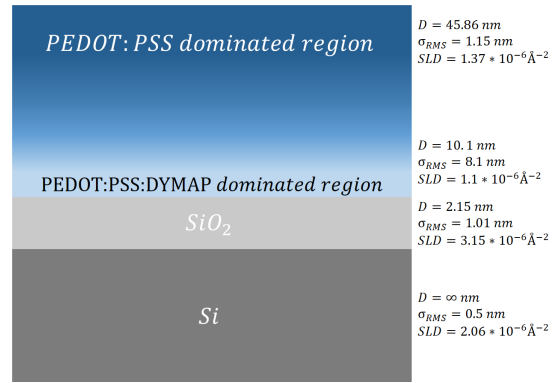 PEDOT: PSS dominated region
D = 45.86 nm
σRMS = 1.15 nm
SLD = 1.37 * 10⁻⁶Å⁻²
PEDOT:PSS:DYMAP dominated region
D = 10.1 nm
σRMS = 8.1 nm
SLD = 1.1 * 10⁻⁶Å⁻²
SiO₂
D = 2.15 nm
σRMS = 1.01 nm
SLD = 3.15 * 10⁻⁶Å⁻²
Si
D = ∞ nm
σRMS = 0.5 nm
SLD = 2.06 * 10⁻⁶Å⁻²